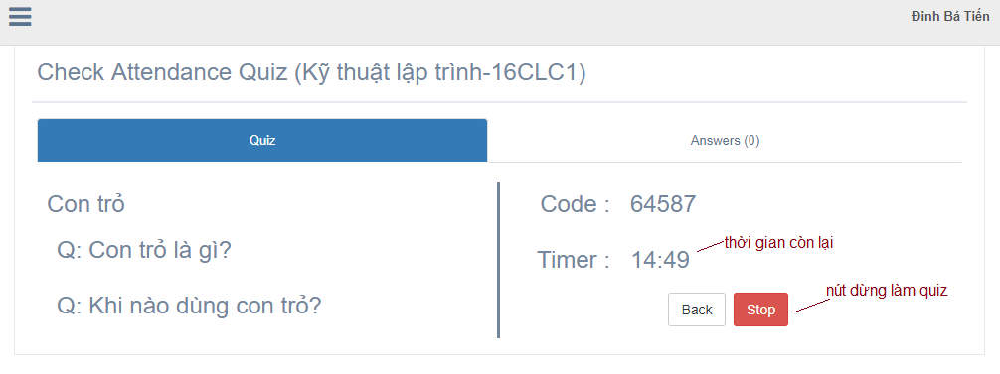 Đinh Bá Tiến
Check Attendance Quiz (Kỹ thuật lập trình-16CLC1)
Quiz
Answers (0)
Con trỏ
Q: Con trỏ là gì?
Q: Khi nào dùng con trỏ?
Code : 64587
thời gian còn lại
Timer : 14:49
nút dừng làm quiz
Back
Stop